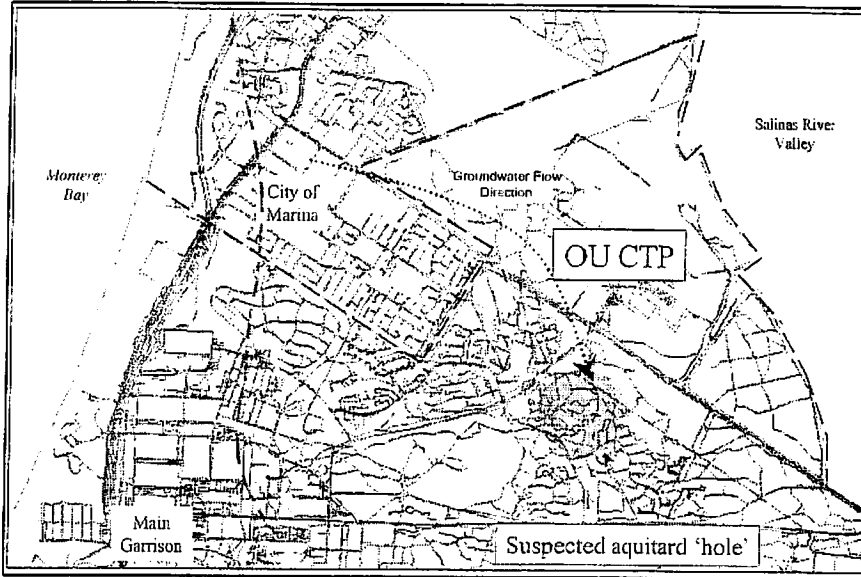 Salinas River
Valley
Monterey
Bay
Groundwater Flow
Direction
City of
Marina
OU CTP
Main
Garrison
Suspected aquitard 'hole'